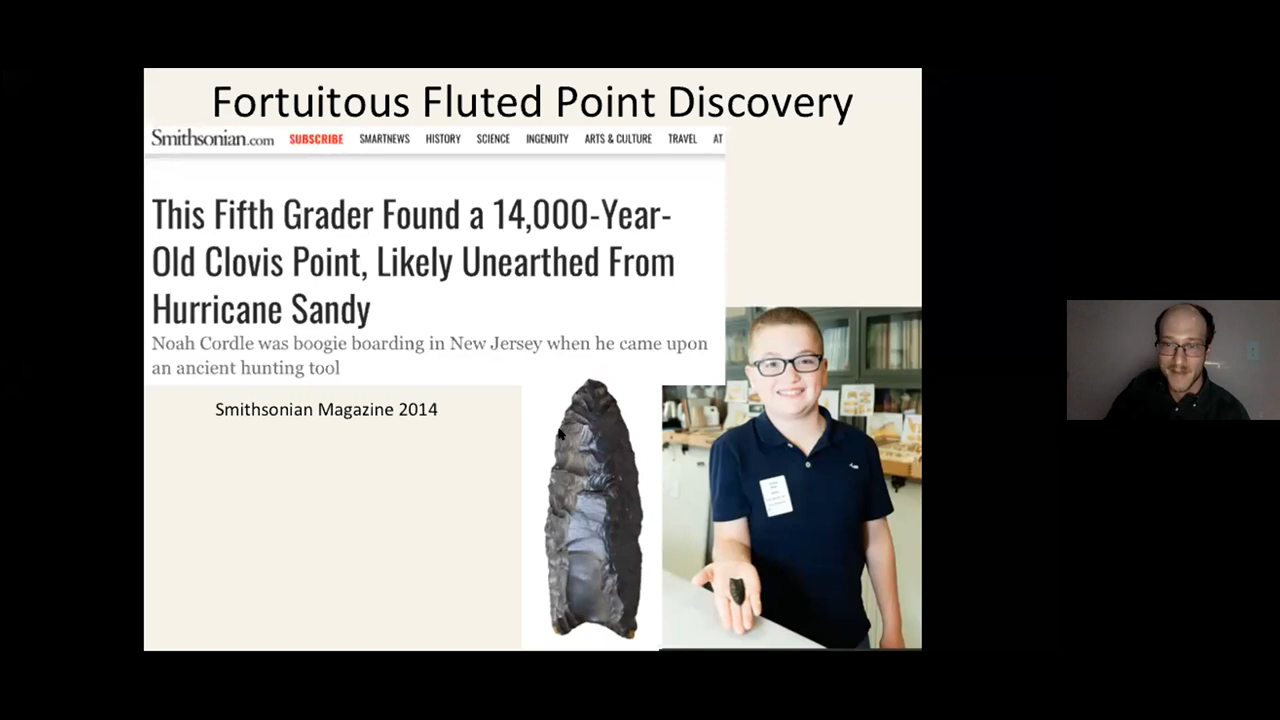 Fortuitous Fluted Point Discovery
Smithsonian.com SUBSCRIBE SMARTNEWS HISTORY SCIENCE INGENUITY ARTS & CULTURE TRAVEL AT
This Fifth Grader Found a 14,000-Year-
Old Clovis Point, Likely Unearthed From
Hurricane Sandy
Noah Cordle was boogie boarding in New Jersey when he came upon
an ancient hunting tool
Smithsonian Magazine 2014